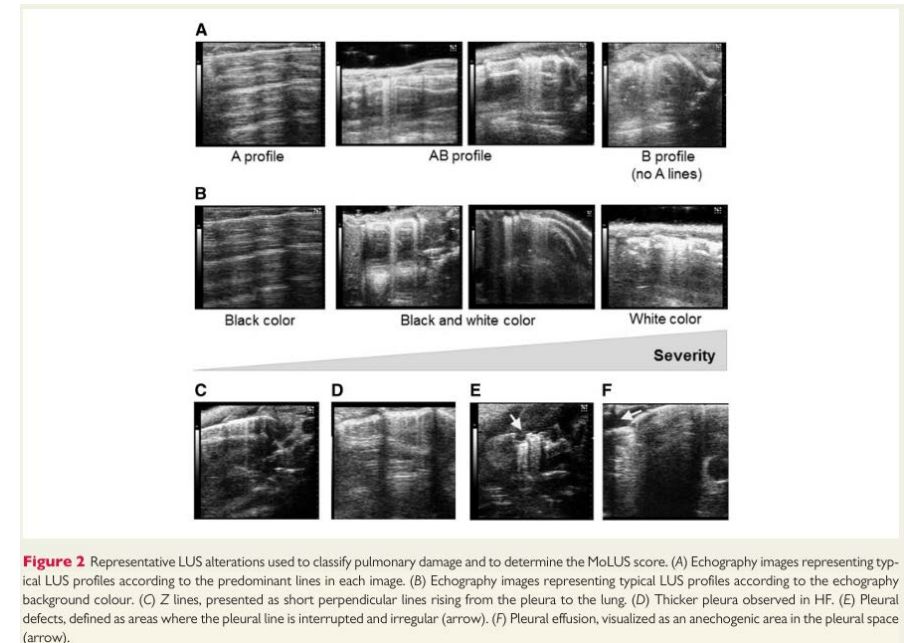 A
A profile
AB profile
B profile
(no A lines)
B
Black color
Black and white color
White color
Severity
C
D
E
F
Figure 2 Representative LUS alterations used to classify pulmonary damage and to determine the MoLUS score. (A) Echography images representing typ-
ical LUS profiles according to the predominant lines in each image. (B) Echography images representing typical LUS profiles according to the echography
background colour. (C) Z lines, presented as short perpendicular lines rising from the pleura to the lung. (D) Thicker pleura observed in HF. (E) Pleural
defects, defined as areas where the pleural line is interrupted and irregular (arrow). (F) Pleural effusion, visualized as an anechogenic area in the pleural space
(arrow).